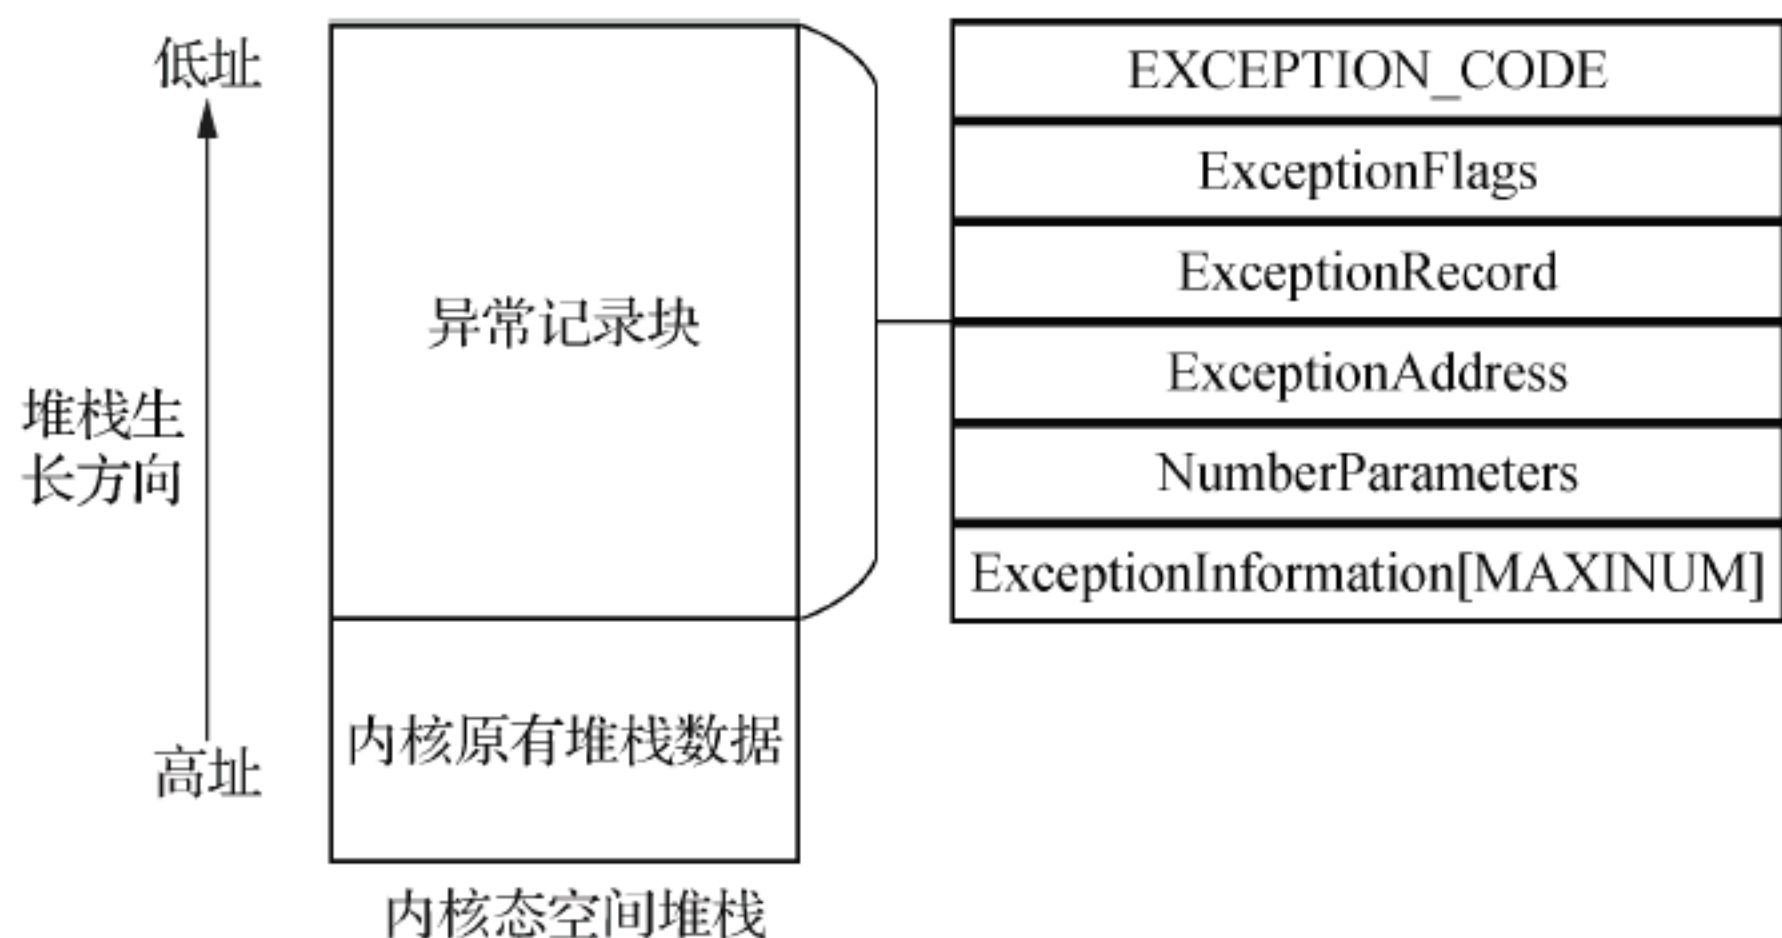 低址
堆栈生
长方向
高址
异常记录块
内核原有堆栈数据
内核态空间堆栈
EXCEPTION_CODE
ExceptionFlags
ExceptionRecord
ExceptionAddress
NumberParameters
ExceptionInformation[MAXINUM]